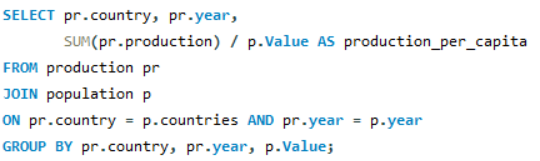 SELECT pr.country, pr.year,
SUM(pr.production) / p.Value AS production_per_capita
FROM production pr
JOIN population p
ON pr.country = p.countries AND pr.year = p.year
GROUP BY pr.country, pr.year, p.Value;